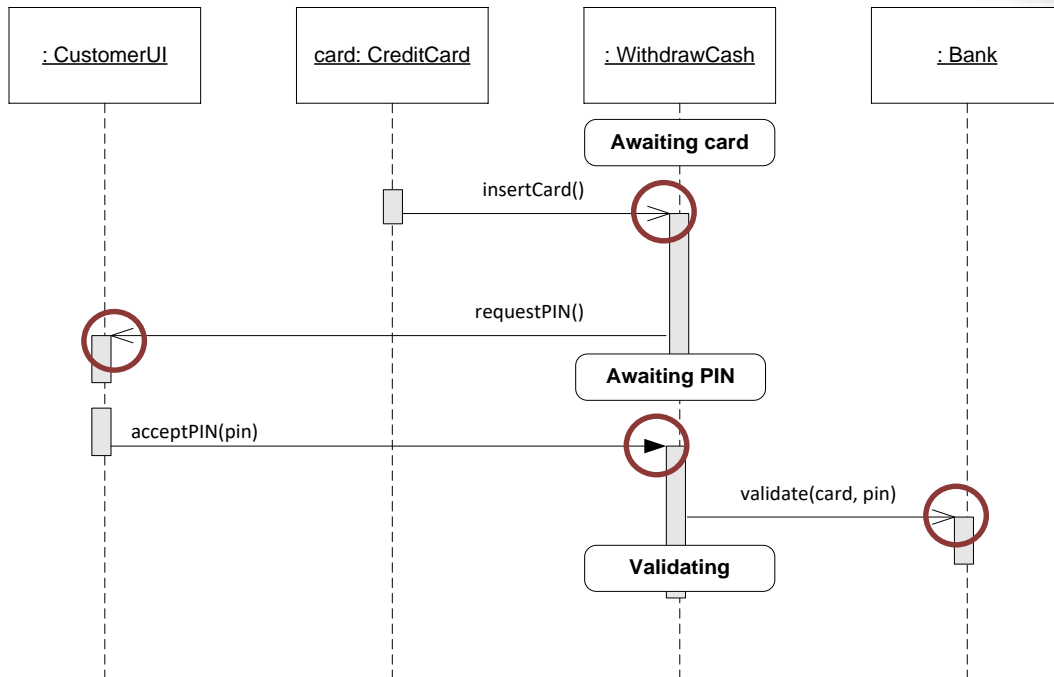 : CustomerUI
card: CreditCard
: WithdrawCash
: Bank
Awaiting card
insertCard()
requestPIN()
Awaiting PIN
acceptPIN(pin)
validate(card, pin)
Validating